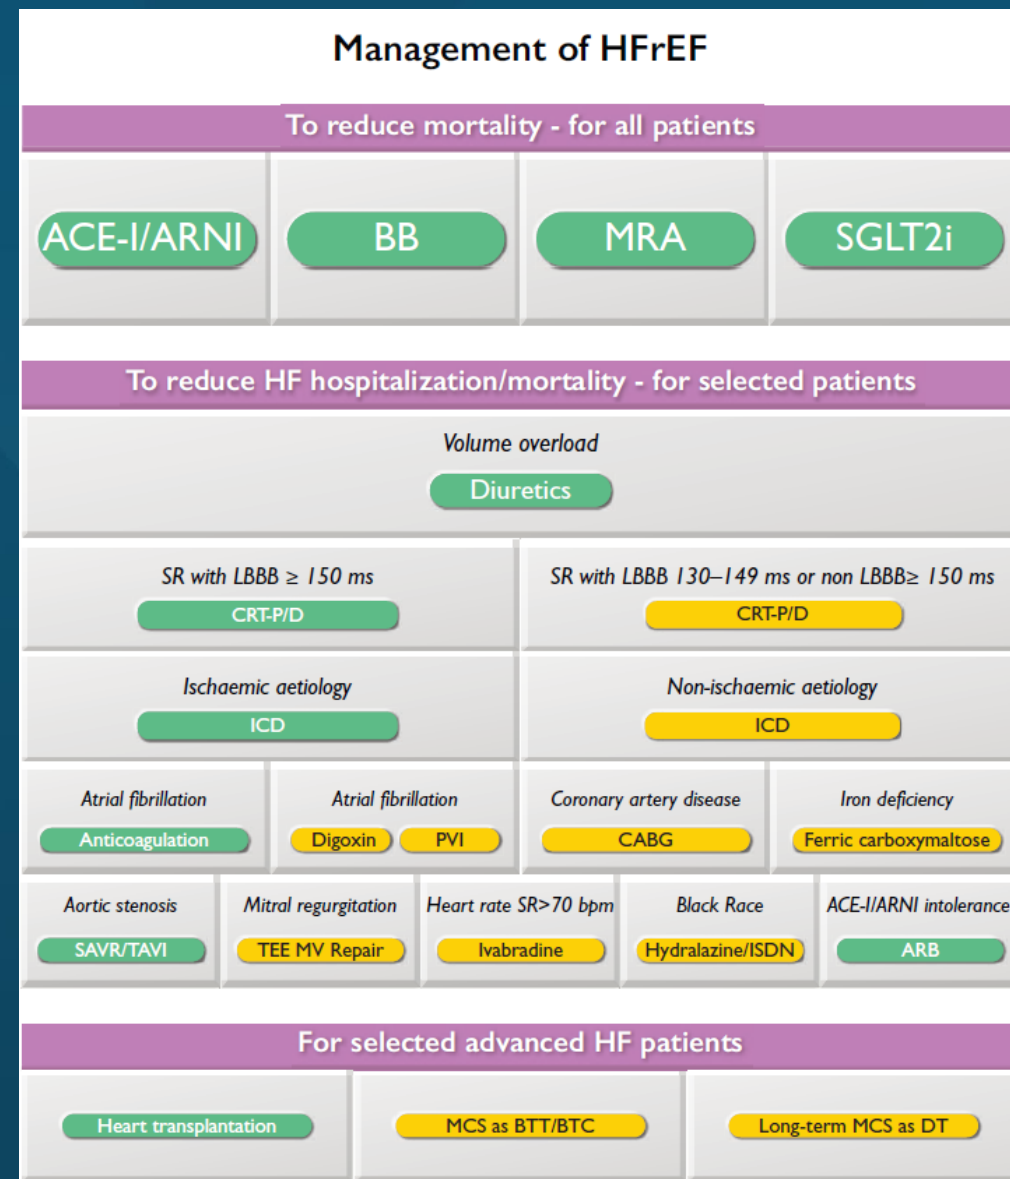 Management of HFrEF
To reduce mortality - for all patients
ACE-I/ARNI
BB
MRA
SGLT2i
To reduce HF hospitalization/mortality - for selected patients
Volume overload
Diuretics
SR with LBBB ≥ 150 ms
CRT-P/D
SR with LBBB 130–149 ms or non LBBB≥ 150 ms
CRT-P/D
Ischaemic aetiology
ICD
Non-ischaemic aetiology
ICD
Atrial fibrillation
Anticoagulation
Atrial fibrillation
Digoxin
PVI
Coronary artery disease
CABG
Iron deficiency
Ferric carboxymaltose
Aortic stenosis
SAVR/TAVI
Mitral regurgitation
TEE MV Repair
Heart rate SR>70 bpm
Ivabradine
Black Race
Hydralazine/ISDN
ACE-I/ARNI intolerance
ARB
For selected advanced HF patients
Heart transplantation
MCS as BTT/BTC
Long-term MCS as DT